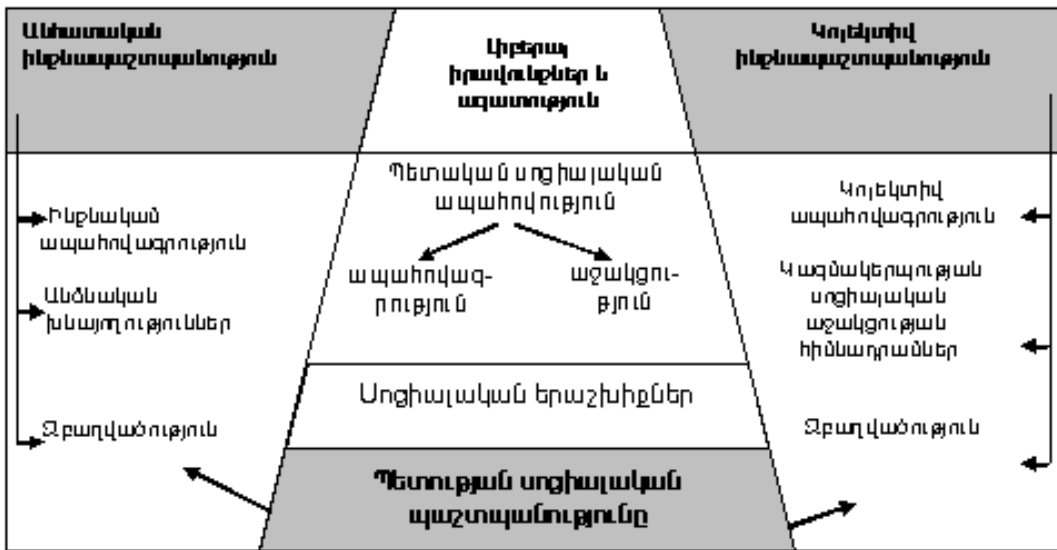 Անհատական
ինքնապաշտպանություն
Լիբերալ
իրավունքներ և
ազատություն
Կոլեկտիվ
ինքնապաշտպանություն
Պետական սոցիալական
ապահովություն
ապահովագ-
րություն
աջակցու-
թյուն
Ինքնական
ապահովագրություն
Անձնական
խնայողություններ
Զբաղվածություն
Կոլեկտիվ
ապահովագրություն
Կազմակերպության
սոցիալական
աջակցության
հիմնադրամներ
Զբաղվածություն
Սոցիալական երաշխիքներ
Պետության սոցիալական
պաշտպանությունը